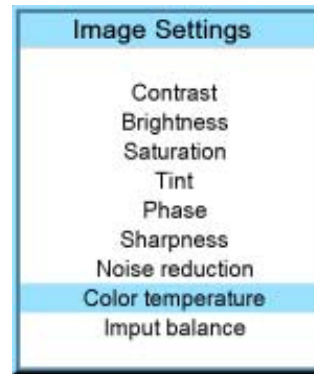 Image Settings
Contrast
Brightness
Saturation
Tint
Phase
Sharpness
Noise reduction
Color temperature
Imput balance